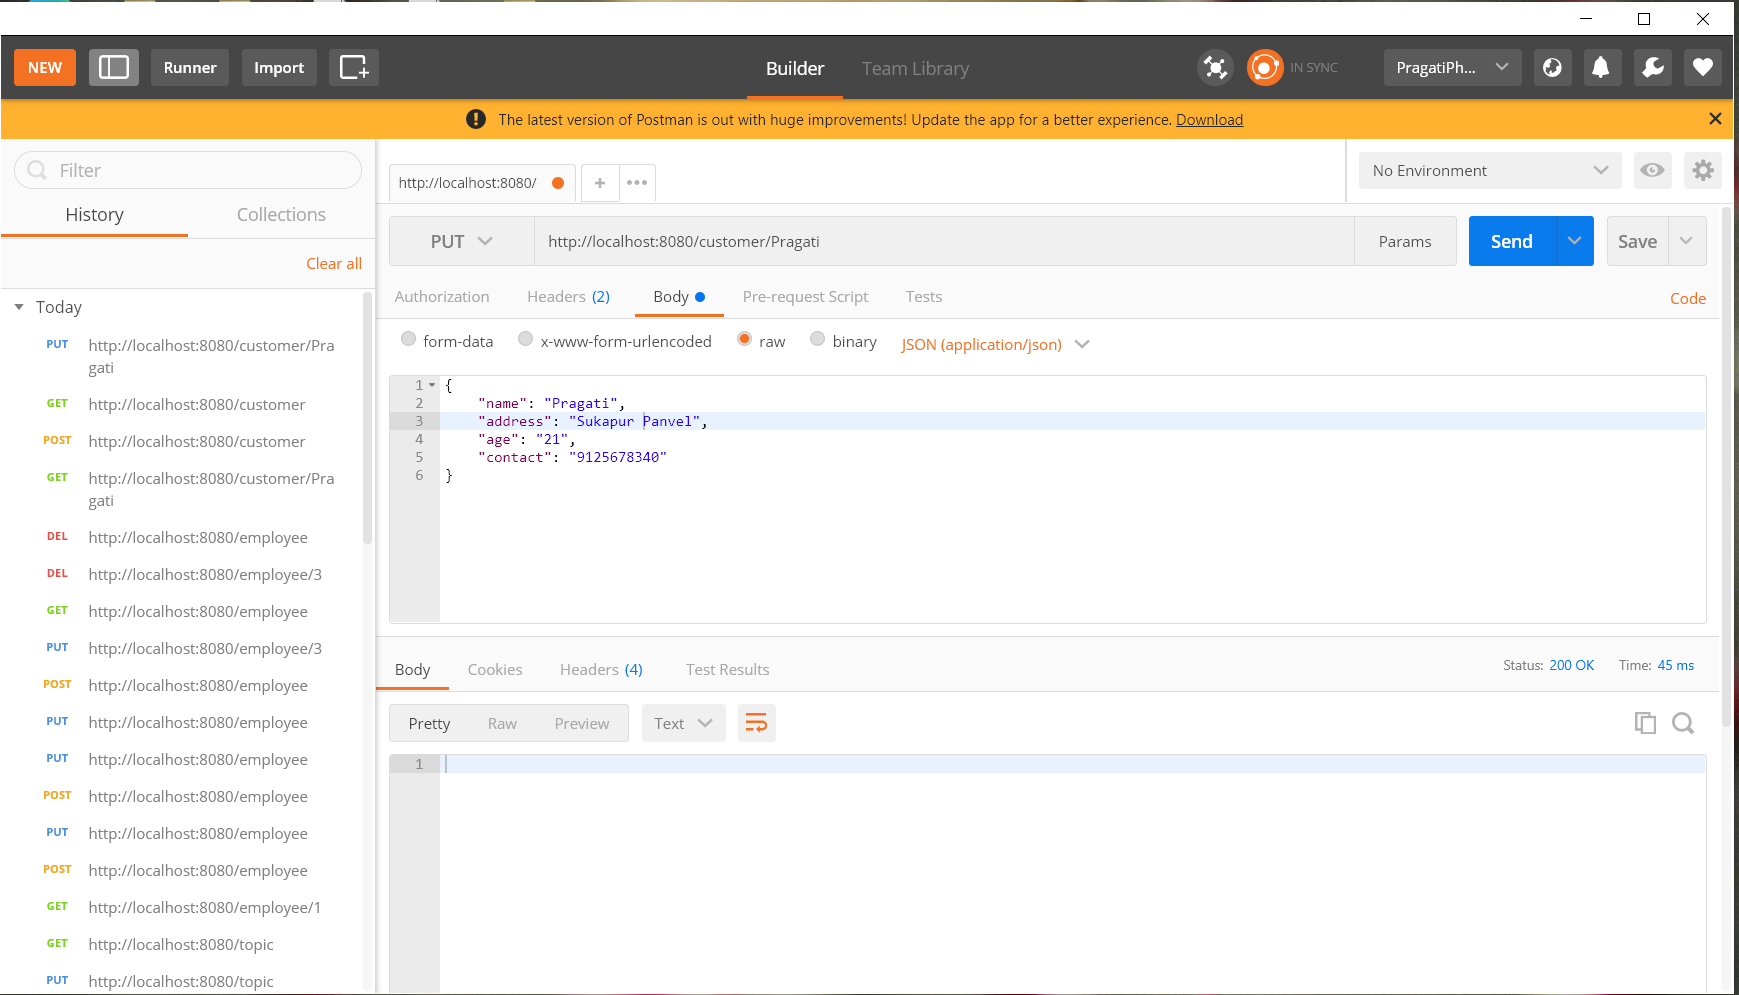 NEW Runner Import Builder Team Library IN SYNC PragatiPh...
The latest version of Postman is out with huge improvements! Update the app for a better experience. Download
Filter
History Collections
Clear all
Today
PUT http://localhost:8080/customer/Pra
gati
GET http://localhost:8080/customer
POST http://localhost:8080/customer
GET http://localhost:8080/customer/Pra
gati
DEL http://localhost:8080/employee
DEL http://localhost:8080/employee/3
GET http://localhost:8080/employee
PUT http://localhost:8080/employee/3
POST http://localhost:8080/employee
PUT http://localhost:8080/employee
PUT http://localhost:8080/employee
POST http://localhost:8080/employee
PUT http://localhost:8080/employee
POST http://localhost:8080/employee
GET http://localhost:8080/employee/1
GET http://localhost:8080/topic
PUT http://localhost:8080/topic
http://localhost:8080/ + ••• No Environment
PUT http://localhost:8080/customer/Pragati Params Send Save
Authorization Headers (2) Body Pre-request Script Tests Code
form-data x-www-form-urlencoded raw binary JSON (application/json)
1 {
2 "name": "Pragati",
3 "address": "Sukapur Panvel",
4 "age": "21",
5 "contact": "9125678340"
6 }
Body Cookies Headers (4) Test Results Status: 200 OK Time: 45 ms
Pretty Raw Preview Text
1